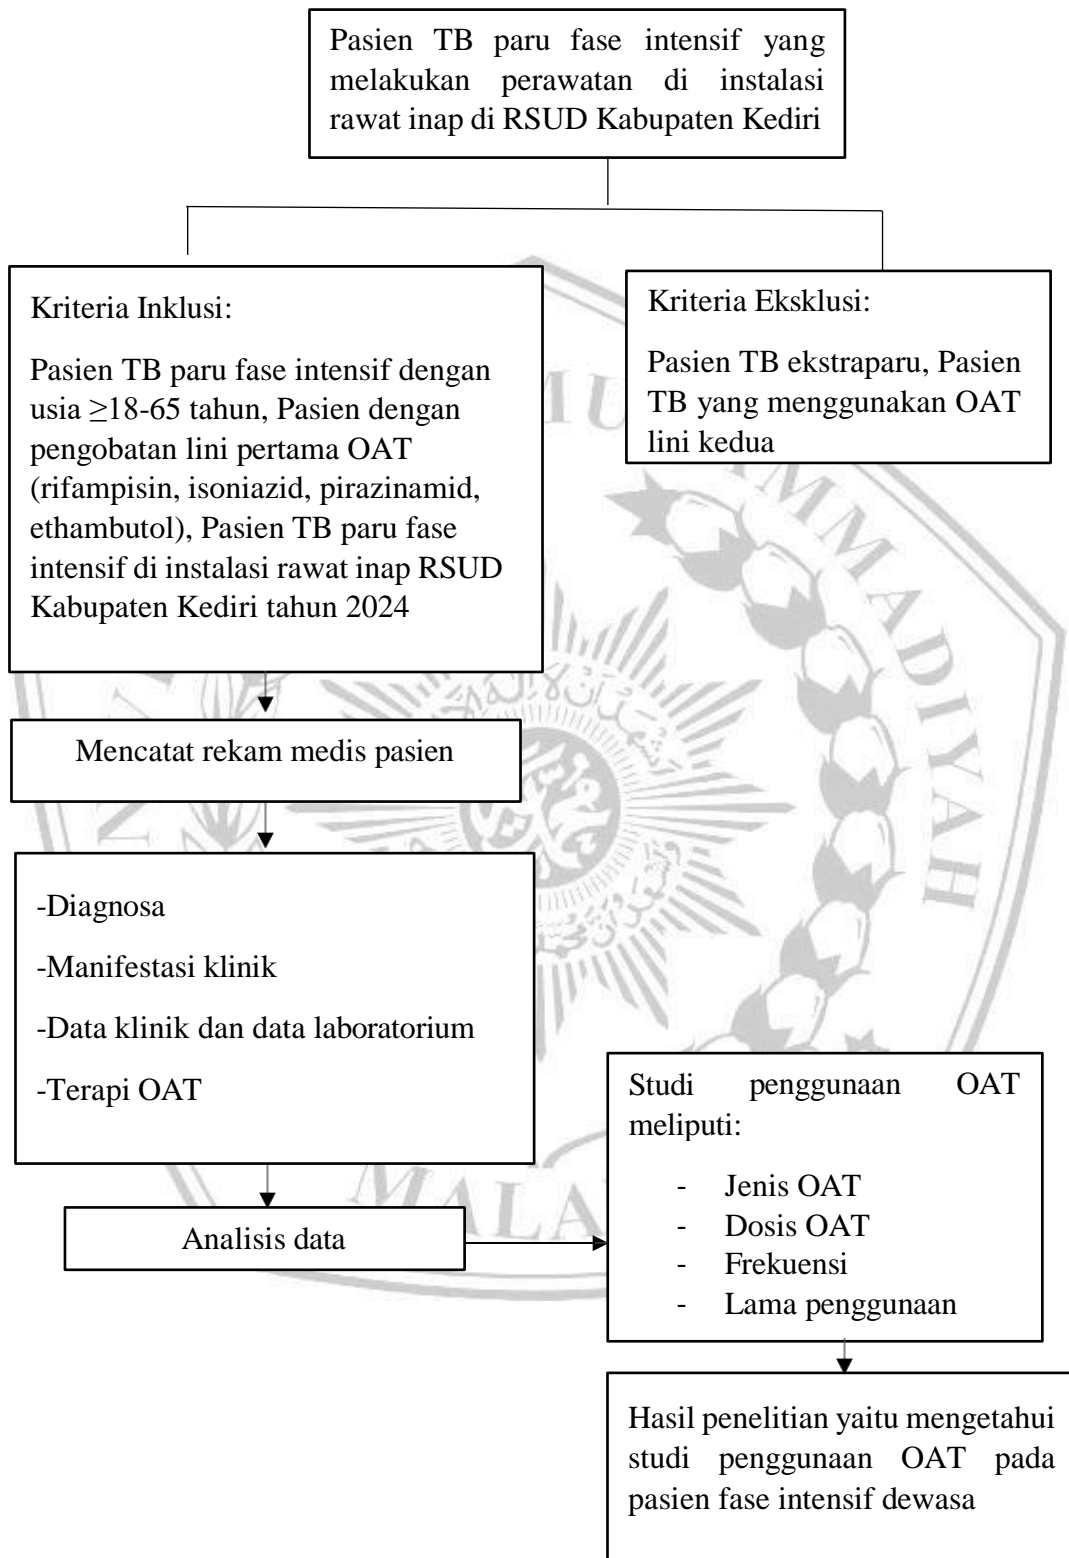 Pasien TB paru fase intensif yang
melakukan perawatan di instalasi
rawat inap di RSUD Kabupaten Kediri
Kriteria Inklusi:
Pasien TB paru fase intensif dengan
usia ≥18-65 tahun, Pasien dengan
pengobatan lini pertama OAT
(rifampisin, isoniazid, pirazinamid,
ethambutol), Pasien TB paru fase
intensif di instalasi rawat inap RSUD
Kabupaten Kediri tahun 2024
Kriteria Eksklusi:
Pasien TB ekstraparu, Pasien
TB yang menggunakan OAT
lini kedua
Mencatat rekam medis pasien
-Diagnosa
-Manifestasi klinik
-Data klinik dan data laboratorium
-Terapi OAT
Analisis data
Studi penggunaan OAT
meliputi:
- Jenis OAT
- Dosis OAT
- Frekuensi
- Lama penggunaan
Hasil penelitian yaitu mengetahui
studi penggunaan OAT pada
pasien fase intensif dewasa